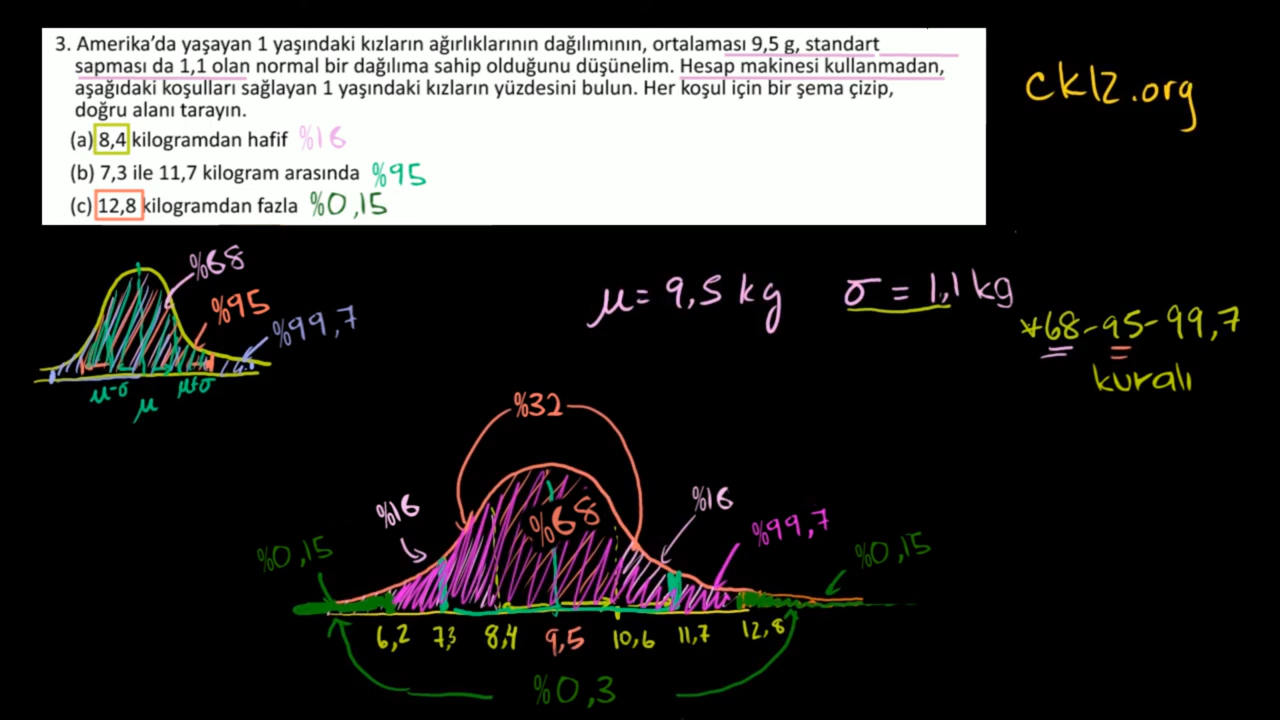 3. Amerika'da yaşayan 1 yaşındaki kızların ağırlıklarının dağılımının, ortalaması 9,5 g, standart
sapması da 1,1 olan normal bir dağılıma sahip olduğunu düşünelim. Hesap makinesi kullanmadan,
aşağıdaki koşulları sağlayan 1 yaşındaki kızların yüzdesini bulun. Her koşul için bir şema çizip,
doğru alanı tarayın.
(a) 8,4 kilogramdan hafif %16
(b) 7,3 ile 11,7 kilogram arasında %95
(c) 12,8 kilogramdan fazla %0,15
ck12.org
%68
%95
%99,7
μ-σ μ μ+σ
μ = 9,5 kg σ = 1,1 kg
*68-95-99,7
kuralı
%32
%16
%68
%16
%99,7
%0,15
%0,15
6,2 7,3 8,4 9,5 10,6 11,7 12,8
%0,3